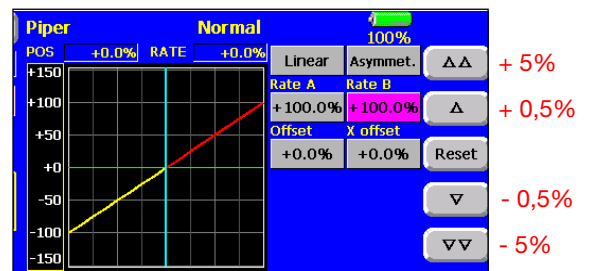 Piper Normal 100%
POS +0.0% RATE +0.0%
Linear Asymmet.
Rate A Rate B
+100.0% +100.0%
Offset X offset
+0.0% +0.0%
Reset
+150
+100
+50
+0
-50
-100
-150
+ 5%
+ 0,5%
- 0,5%
- 5%